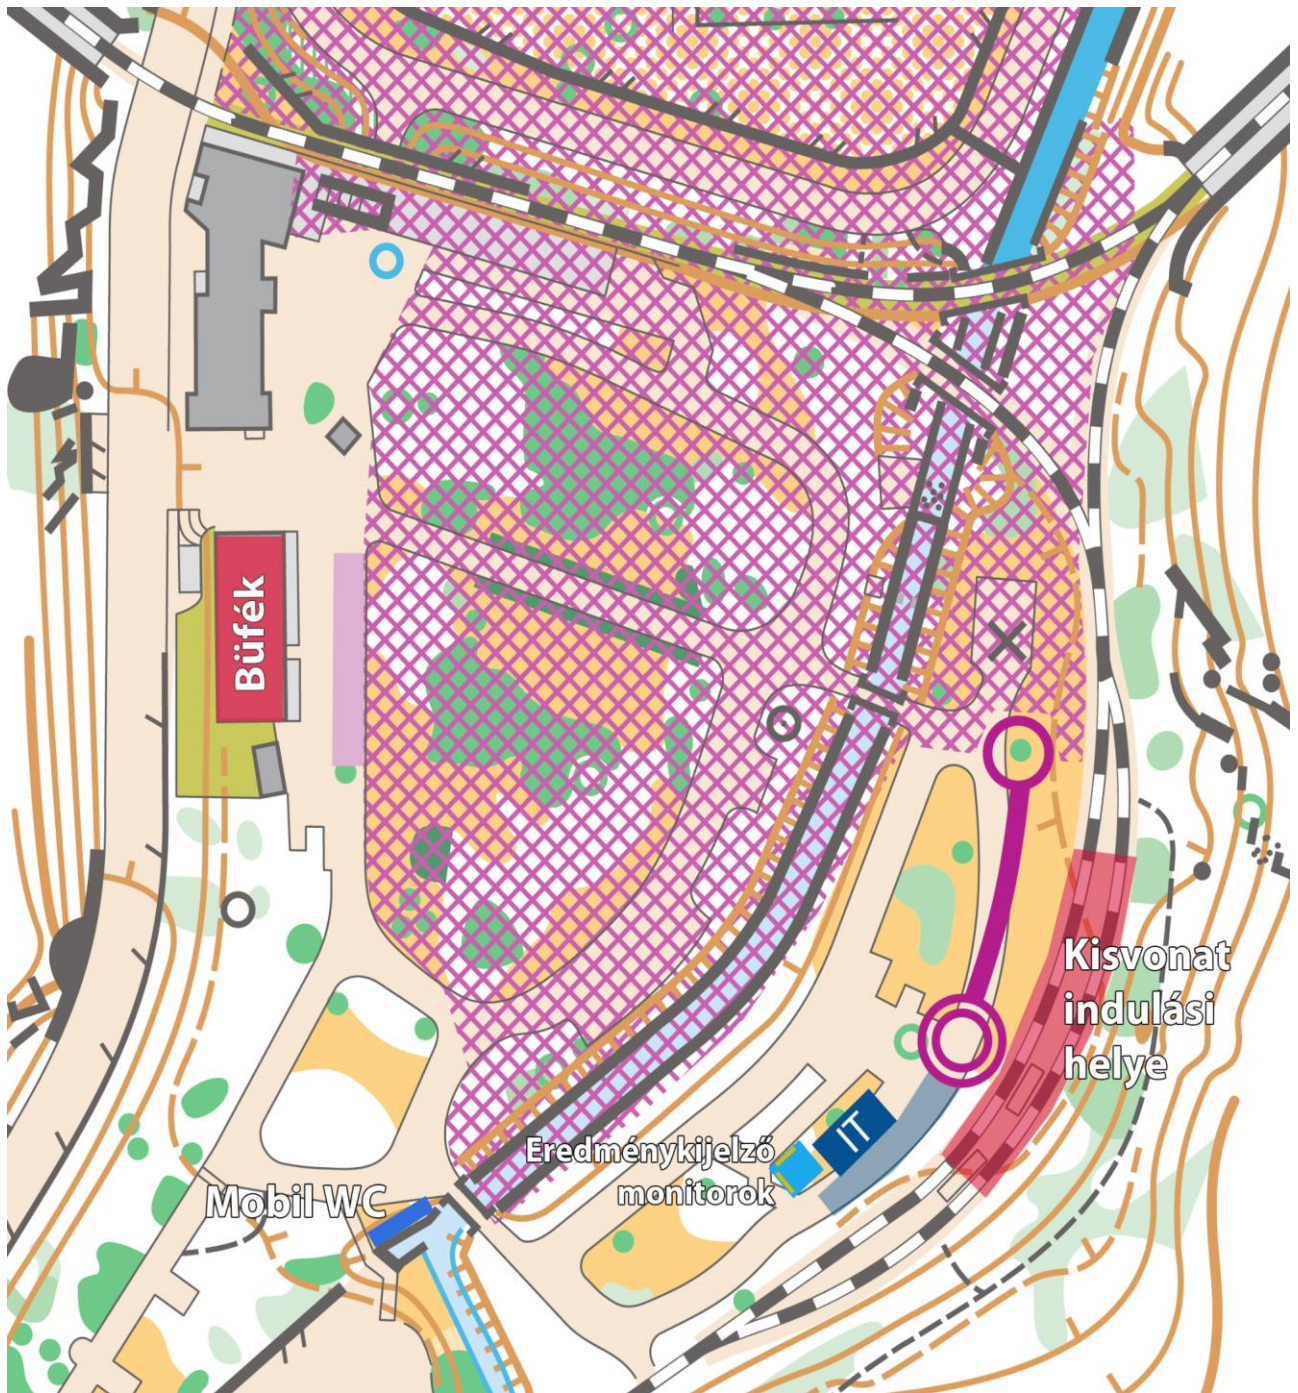 Büfék
Kisvonat
indulási
helye
IT
Eredménykijelző
monitorok
Mobil WC